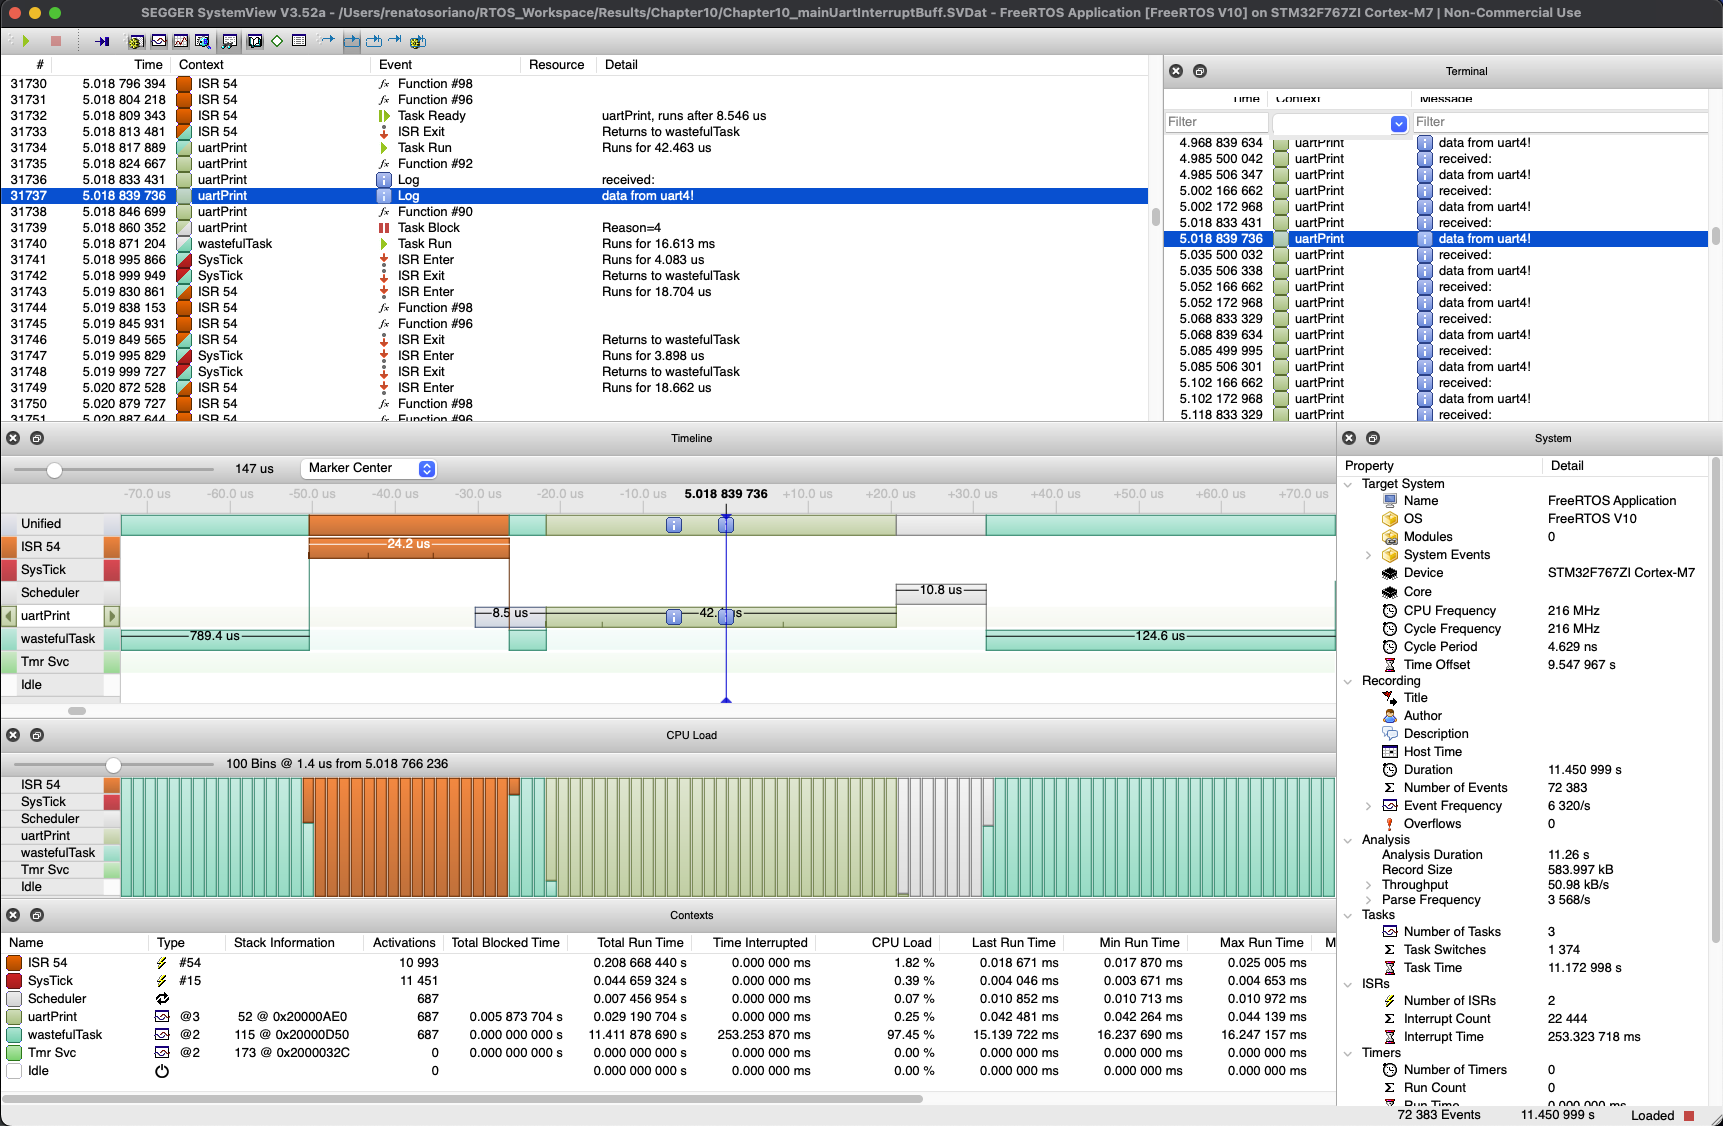 SEGGER SystemView V3.52a - /Users/renatosoriano/RTOS_Workspace/Results/Chapter10/Chapter10_mainUartInterruptBuff.SVDat - FreeRTOS Application [FreeRTOS V10] on STM32F767ZI Cortex-M7 | Non-Commercial Use
# Time Context Event Resource Detail
31730 5.018 796 394 ISR 54 fx Function #98
31731 5.018 804 218 ISR 54 fx Function #96
31732 5.018 809 343 ISR 54 Task Ready uartPrint, runs after 8.546 us
31733 5.018 813 481 ISR 54 ISR Exit Returns to wastefulTask
31734 5.018 817 889 uartPrint Task Run Runs for 42.463 us
31735 5.018 824 667 uartPrint fx Function #92
31736 5.018 833 431 uartPrint Log received:
31737 5.018 839 736 uartPrint Log data from uart4!
31738 5.018 846 699 uartPrint fx Function #90
31739 5.018 860 352 uartPrint Task Block Reason=4
31740 5.018 871 204 wastefulTask Task Run Runs for 16.613 ms
31741 5.018 995 866 SysTick ISR Enter Runs for 4.083 us
31742 5.018 999 949 SysTick ISR Exit Returns to wastefulTask
31743 5.019 830 861 ISR 54 ISR Enter Runs for 18.704 us
31744 5.019 838 153 ISR 54 fx Function #98
31745 5.019 845 931 ISR 54 fx Function #96
31746 5.019 849 565 ISR 54 ISR Exit Returns to wastefulTask
31747 5.019 995 829 SysTick ISR Enter Runs for 3.898 us
31748 5.019 999 727 SysTick ISR Exit Returns to wastefulTask
31749 5.020 872 528 ISR 54 ISR Enter Runs for 18.662 us
31750 5.020 879 727 ISR 54 fx Function #98
31751 5.020 887 644 ISR 54 fx Function #96
Terminal
Time Context Message
Filter Filter
4.968 839 634 uartPrint data from uart4!
4.985 500 042 uartPrint received:
4.985 506 347 uartPrint data from uart4!
5.002 166 662 uartPrint received:
5.002 172 968 uartPrint data from uart4!
5.018 833 431 uartPrint received:
5.018 839 736 uartPrint data from uart4!
5.035 500 032 uartPrint received:
5.035 506 338 uartPrint data from uart4!
5.052 166 662 uartPrint received:
5.052 172 968 uartPrint data from uart4!
5.068 833 329 uartPrint received:
5.068 839 634 uartPrint data from uart4!
5.085 499 995 uartPrint received:
5.085 506 301 uartPrint data from uart4!
5.102 166 662 uartPrint received:
5.102 172 968 uartPrint data from uart4!
5.118 833 329 uartPrint received:
Timeline
147 us Marker Center
-70.0 us -60.0 us -50.0 us -40.0 us -30.0 us -20.0 us -10.0 us 5.018 839 736 +10.0 us +20.0 us +30.0 us +40.0 us +50.0 us +60.0 us +70.0 us
Unified
ISR 54 24.2 us
SysTick
Scheduler 10.8 us
uartPrint 8.5 us 42. us
wastefulTask 789.4 us 124.6 us
Tmr Svc
Idle
CPU Load
100 Bins @ 1.4 us from 5.018 766 236
ISR 54
SysTick
Scheduler
uartPrint
wastefulTask
Tmr Svc
Idle
Contexts
Name Type Stack Information Activations Total Blocked Time Total Run Time Time Interrupted CPU Load Last Run Time Min Run Time Max Run Time M
ISR 54 #54 10 993 0.208 668 440 s 0.000 000 ms 1.82 % 0.018 671 ms 0.017 870 ms 0.025 005 ms
SysTick #15 11 451 0.044 659 324 s 0.000 000 ms 0.39 % 0.004 046 ms 0.003 671 ms 0.004 653 ms
Scheduler 687 0.007 456 954 s 0.000 000 ms 0.07 % 0.010 852 ms 0.010 713 ms 0.010 972 ms
uartPrint @3 52 @ 0x20000AE0 687 0.005 873 704 s 0.029 190 704 s 0.000 000 ms 0.25 % 0.042 481 ms 0.042 264 ms 0.044 139 ms
wastefulTask @2 115 @ 0x20000D50 687 0.000 000 000 s 11.411 878 690 s 253.253 870 ms 97.45 % 15.139 722 ms 16.237 690 ms 16.247 157 ms
Tmr Svc @2 173 @ 0x2000032C 0 0.000 000 000 s 0.000 000 000 s 0.000 000 ms 0.00 % 0.000 000 ms 0.000 000 ms 0.000 000 ms
Idle 0 0.000 000 000 s 0.000 000 ms 0.00 % 0.000 000 ms 0.000 000 ms 0.000 000 ms
System
Property Detail
Target System
Name FreeRTOS Application
OS FreeRTOS V10
Modules 0
System Events
Device STM32F767ZI Cortex-M7
Core
CPU Frequency 216 MHz
Cycle Frequency 216 MHz
Cycle Period 4.629 ns
Time Offset 9.547 967 s
Recording
Title
Author
Description
Host Time
Duration 11.450 999 s
Number of Events 72 383
Event Frequency 6 320/s
Overflows 0
Analysis
Analysis Duration 11.26 s
Record Size 583.997 kB
Throughput 50.98 kB/s
Parse Frequency 3 568/s
Tasks
Number of Tasks 3
Task Switches 1 374
Task Time 11.172 998 s
ISRs
Number of ISRs 2
Interrupt Count 22 444
Interrupt Time 253.323 718 ms
Timers
Number of Timers 0
Run Count 0
Run Time 0.000 000 ms
72 383 Events 11.450 999 s Loaded